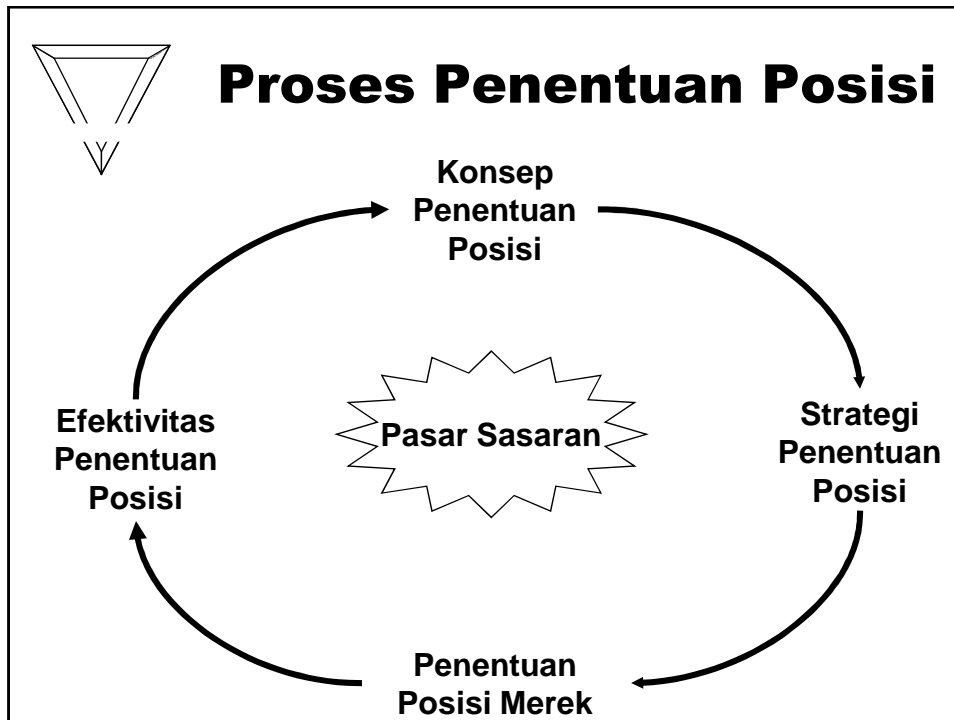 Proses Penentuan Posisi
Konsep
Penentuan
Posisi
Efektivitas
Penentuan
Posisi
Pasar Sasaran
Strategi
Penentuan
Posisi
Penentuan
Posisi Merek